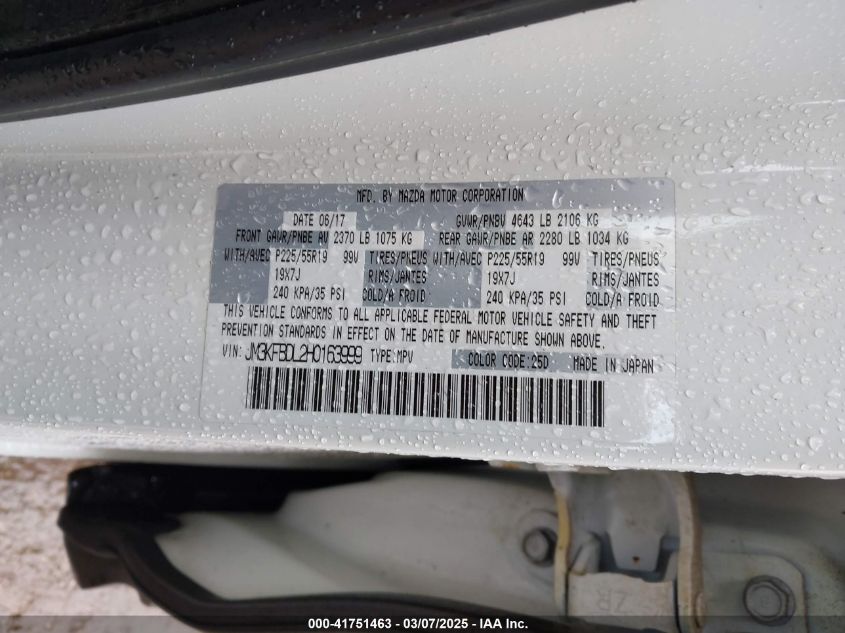 MFD. BY MAZDA MOTOR CORPORATION
DATE 06/17 GVWR/PNBV 4643 LB 2106 KG
FRONT GAWR/PNBE AV 2370 LB 1075 KG REAR GAWR/PNBE AR 2280 LB 1034 KG
WITH/AVEC P225/55R19 99V TIRES/PNEUS WITH/AVEC P225/55R19 99V TIRES/PNEUS
19X7J RIMS/JANTES 19X7J RIMS/JANTES
240 KPA/35 PSI COLD/A FROID 240 KPA/35 PSI COLD/A FROID
THIS VEHICLE CONFORMS TO ALL APPLICABLE FEDERAL MOTOR VEHICLE SAFETY AND THEFT
PREVENTION STANDARDS IN EFFECT ON THE DATE OF MANUFACTURE SHOWN ABOVE.
VIN: JM3KFBDL2H0163999 TYPE:MPV COLOR CODE:25D MADE IN JAPAN
ZR
000-41751463 - 03/07/2025 - IAA Inc.